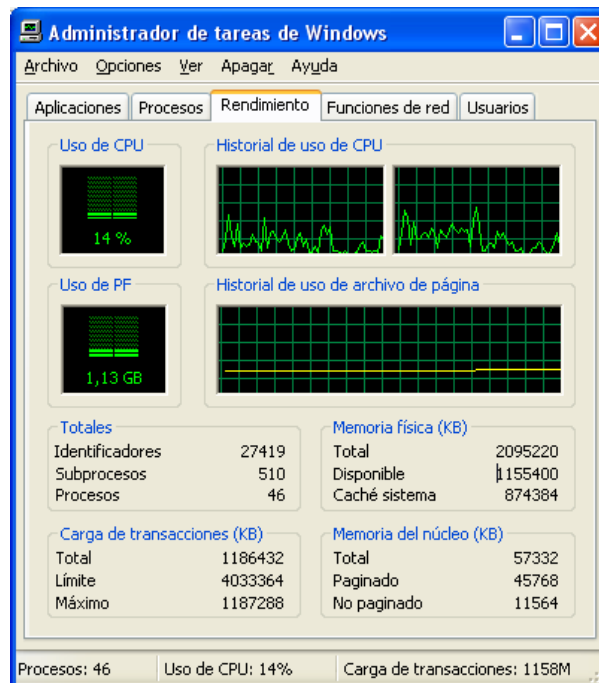 Administrador de tareas de Windows
Archivo Opciones Ver Apagar Ayuda
Aplicaciones Procesos Rendimiento Funciones de red Usuarios
Uso de CPU
Historial de uso de CPU
14 %
Uso de PF
Historial de uso de archivo de página
1,13 GB
Totales
Identificadores 27419
Subprocesos 510
Procesos 46
Memoria física (KB)
Total 2095220
Disponible 1155400
Caché sistema 874384
Carga de transacciones (KB)
Total 1186432
Límite 4033364
Máximo 1187288
Memoria del núcleo (KB)
Total 57332
Paginado 45768
No paginado 11564
Procesos: 46 Uso de CPU: 14% Carga de transacciones: 1158M